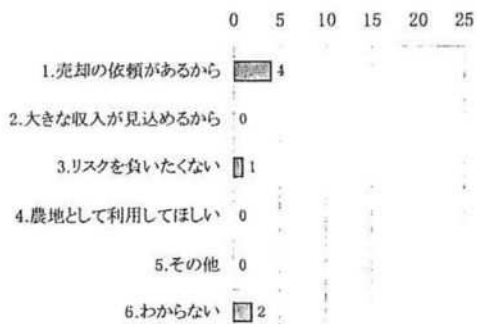 0 5 10 15 20 25
1.売却の依頼があるから 4
2.大きな収入が見込めるから 0
3.リスクを負いたくない 1
4.農地として利用してほしい 0
5.その他 0
6.わからない 2